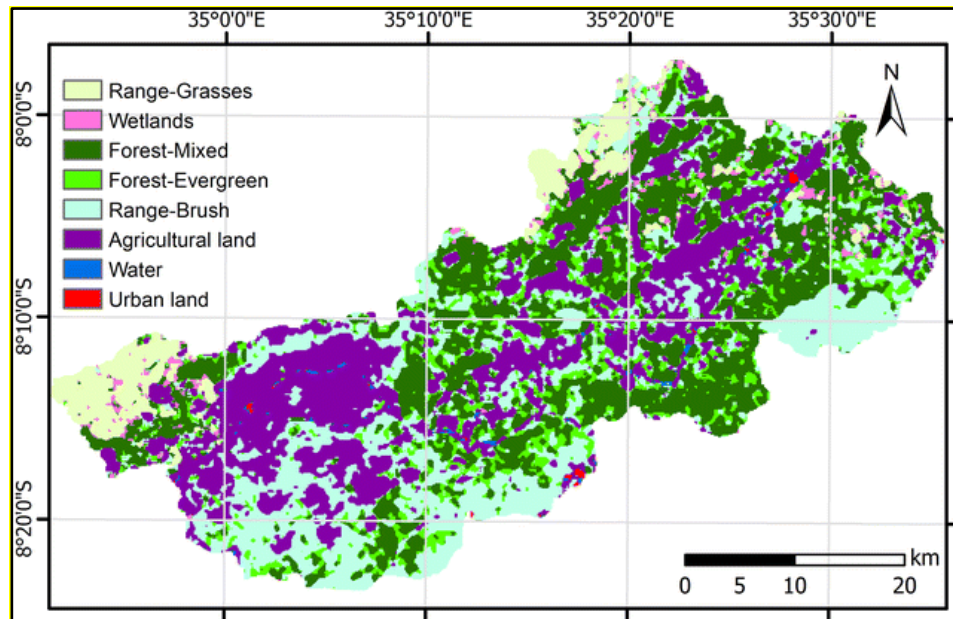 35°0'0"E 35°10'0"E 35°20'0"E 35°30'0"E
N
8°0'0"S
8°10'0"S
8°20'0"S
Range-Grasses
Wetlands
Forest-Mixed
Forest-Evergreen
Range-Brush
Agricultural land
Water
Urban land
km
0 5 10 20